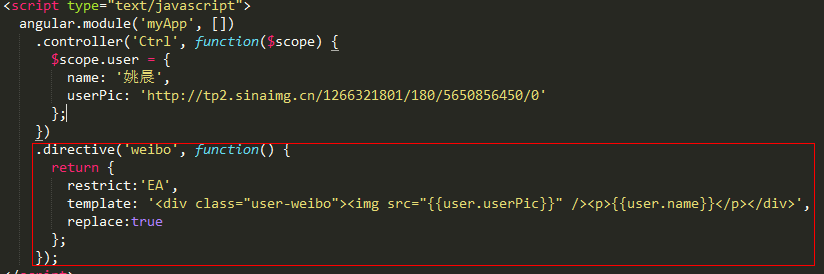 <script type="text/javascript">
angular.module('myApp', [])
.controller('Ctrl', function($scope) {
$scope.user = {
name: '姚晨',
userPic: 'http://tp2.sinaimg.cn/1266321801/180/5650856450/0'
};
})
.directive('weibo', function() {
return {
restrict:'EA',
template: '<div class="user-weibo"><img src="{{user.userPic}}" /><p>{{user.name}}</p></div>',
replace:true
};
});
</script>